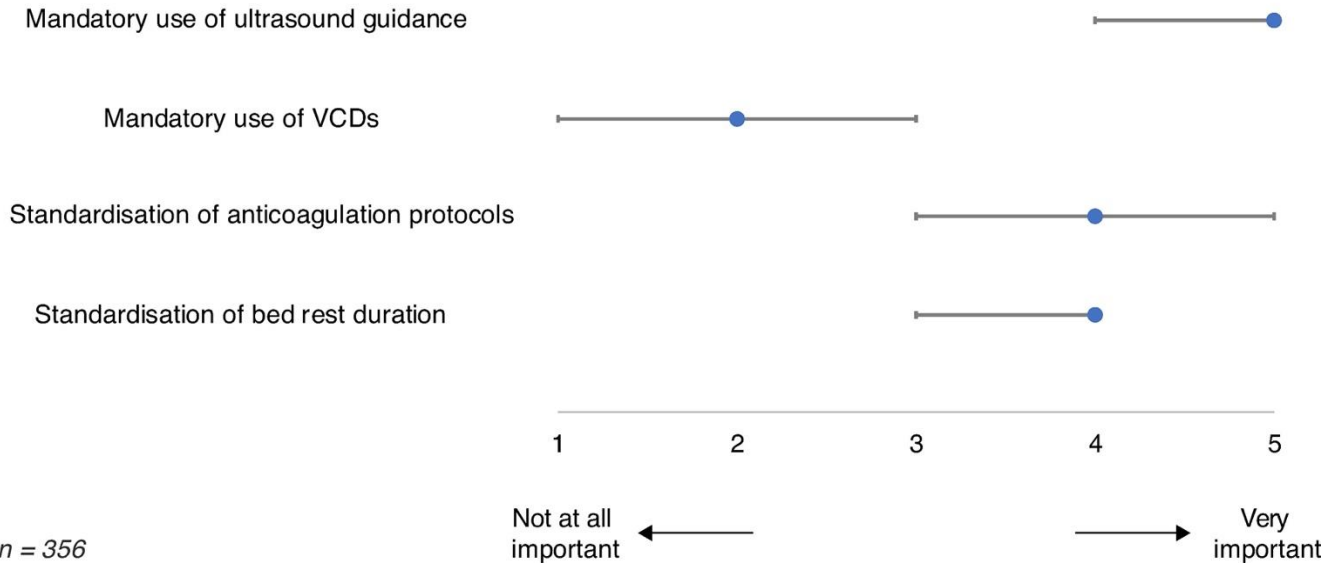 Mandatory use of ultrasound guidance
Mandatory use of VCDs
Standardisation of anticoagulation protocols
Standardisation of bed rest duration
1 2 3 4 5
Not at all
important
Very
important
n = 356